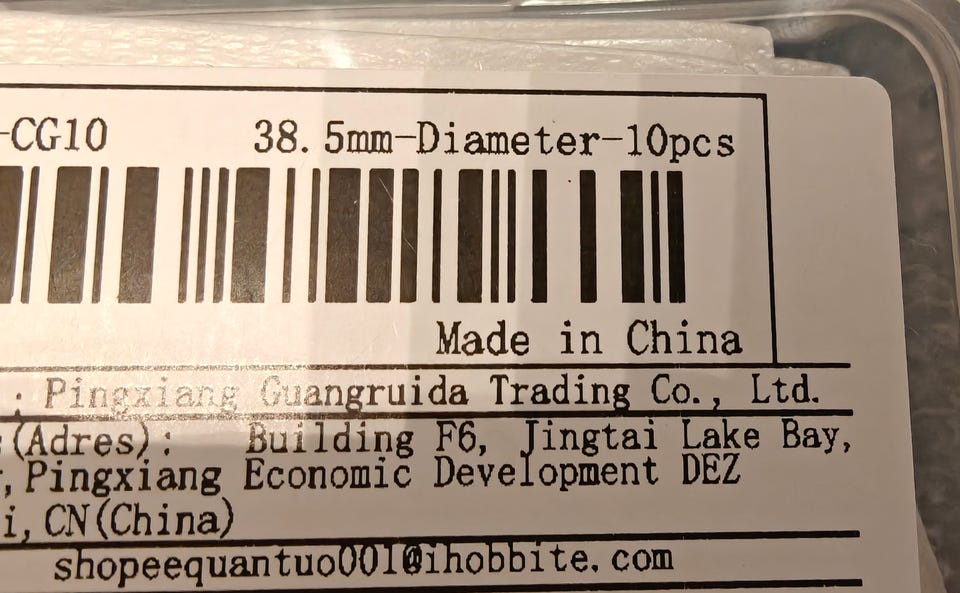 -CG10 38.5mm-Diameter-10pcs
Made in China
: Pingxiang Guangruida Trading Co., Ltd.
(Adres): Building F6, Jingtai Lake Bay,
, Pingxiang Economic Development DEZ
i, CN(China)
shopeequantuo001@ihobbite.com